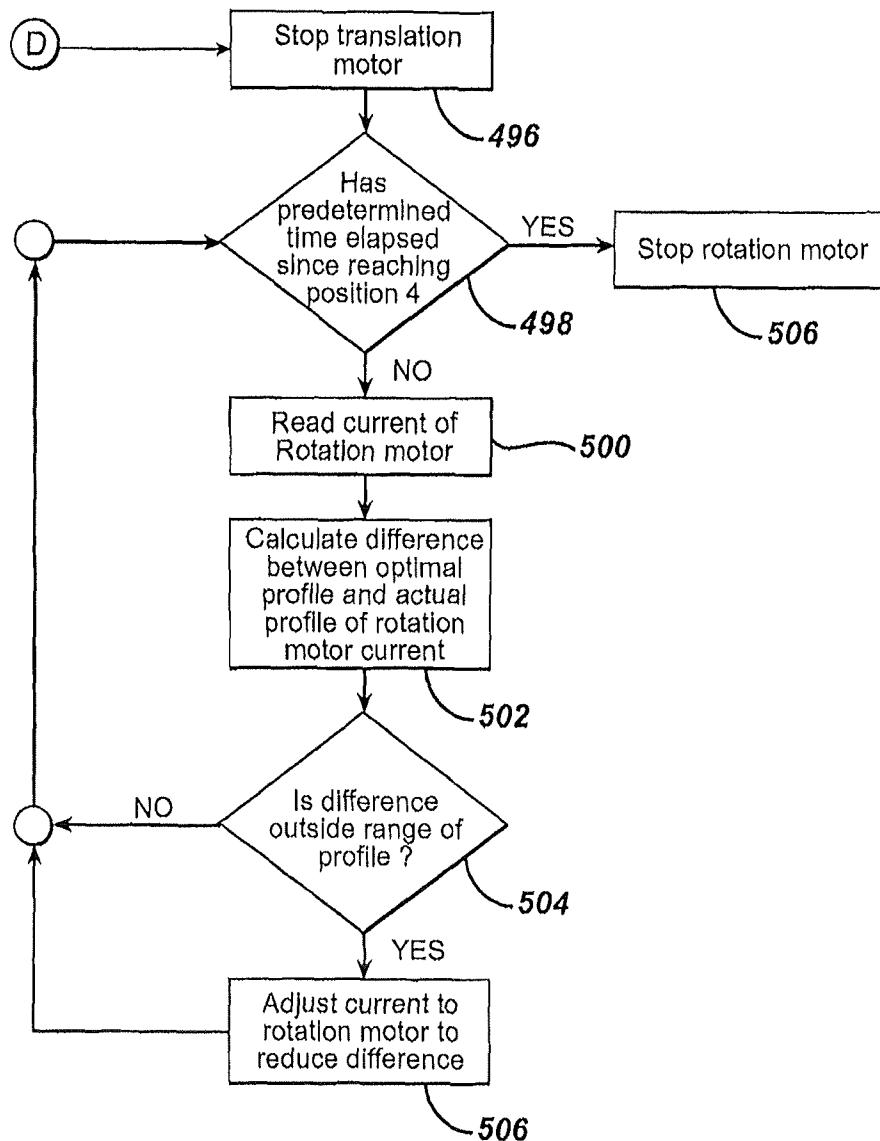 D
Stop translation
motor
496
Has
predetermined
time elapsed
since reaching
position 4
YES
Stop rotation motor
498
506
NO
Read current of
Rotation motor
500
Calculate difference
between optimal
profile and actual
profile of rotation
motor current
502
NO
Is difference
outside range of
profile ?
504
YES
Adjust current to
rotation motor to
reduce difference
506